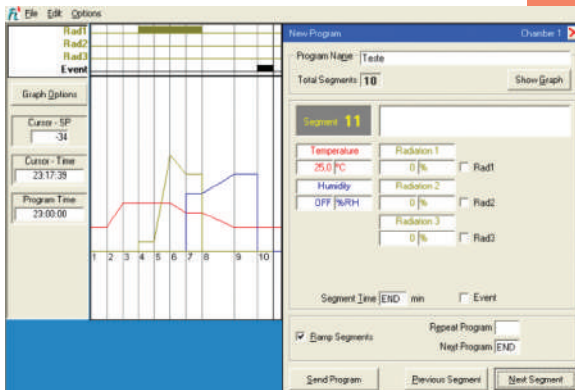 File Edit Options
Rad1
Rad2
Rad3
Event
Graph Options
Cursor - SP
-34
Cursor - Time
23:17:39
Program Time
23:00:00
1 2 3 4 5 6 7 8 9 10
New Program Chamber 1
Program Name Teste
Total Segments 10 Show Graph
Segment 11
Temperature Radiation 1
25.0 °C 0 % Rad1
Humidity Radiation 2
OFF %RH 0 % Rad2
Radiation 3
0 % Rad3
Segment Time END min Event
Ramp Segments Repeat Program
Next Program END
Send Program Previous Segment Next Segment